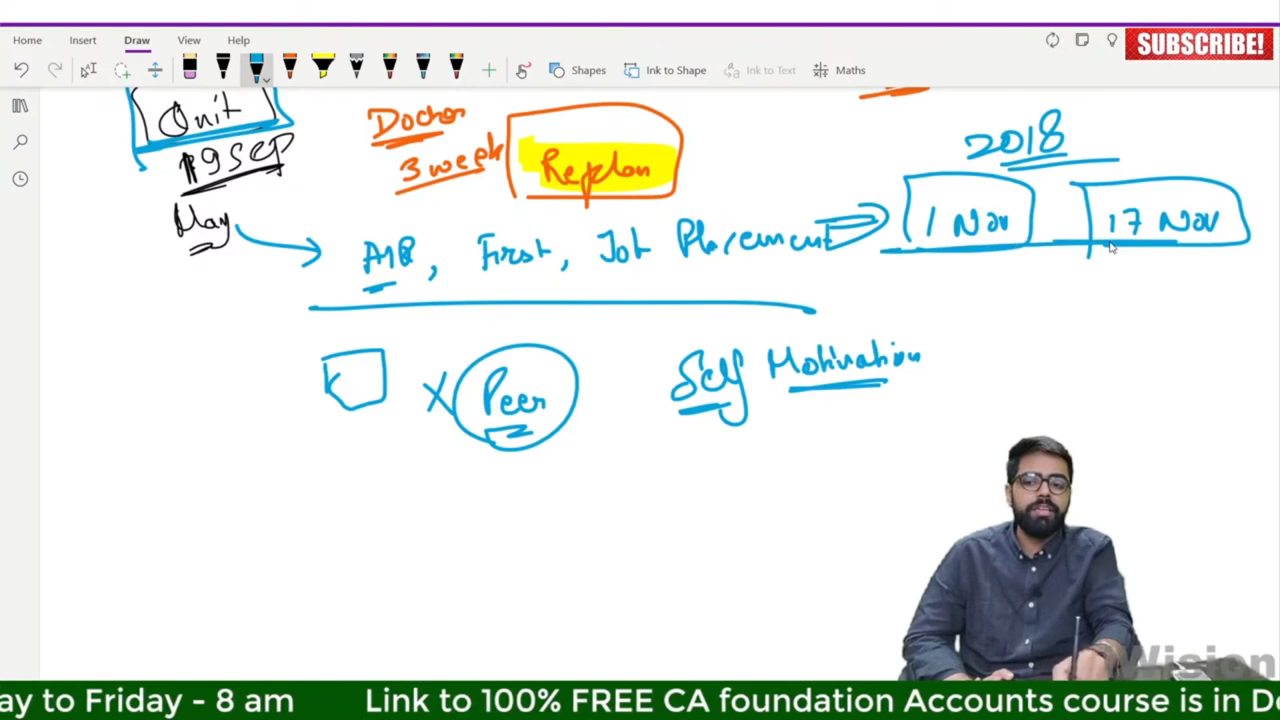 Home Insert Draw View Help
SUBSCRIBE!
Shapes Ink to Shape Ink to Text Maths
Quit
19 SEP
Doctor
3 week
Replan
2018
1 Nov 17 Nov
May
AIR, First, Job Placement
K
X Peer
Self Motivation
Wision
ay to Friday - 8 am Link to 100% FREE CA foundation Accounts course is in De